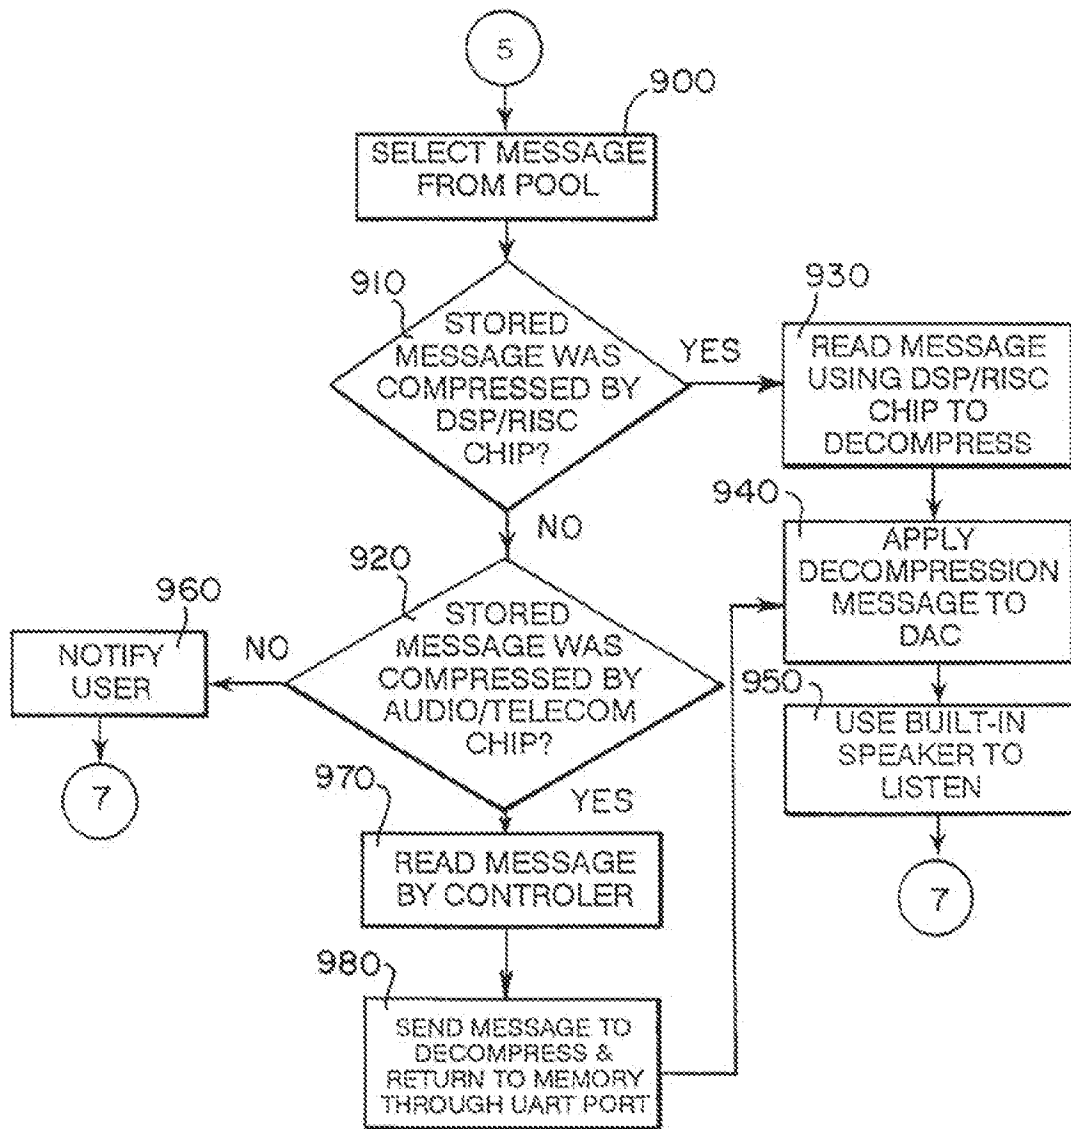 5
900
SELECT MESSAGE
FROM POOL
910
STORED
MESSAGE WAS
COMPRESSED BY
DSP/RISC
CHIP?
YES
930
READ MESSAGE
USING DSP/RISC
CHIP TO
DECOMPRESS
NO
940
APPLY
DECOMPRESSION
MESSAGE TO
DAC
920
STORED
MESSAGE WAS
COMPRESSED BY
AUDIO/TELECOM
CHIP?
NO
960
NOTIFY
USER
7
950
USE BUILT-IN
SPEAKER TO
LISTEN
7
YES
970
READ MESSAGE
BY CONTROLER
980
SEND MESSAGE TO
DECOMPRESS &
RETURN TO MEMORY
THROUGH UART PORT